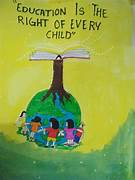 "EDUCATION IS THE
RIGHT OF EVERY
CHILD"